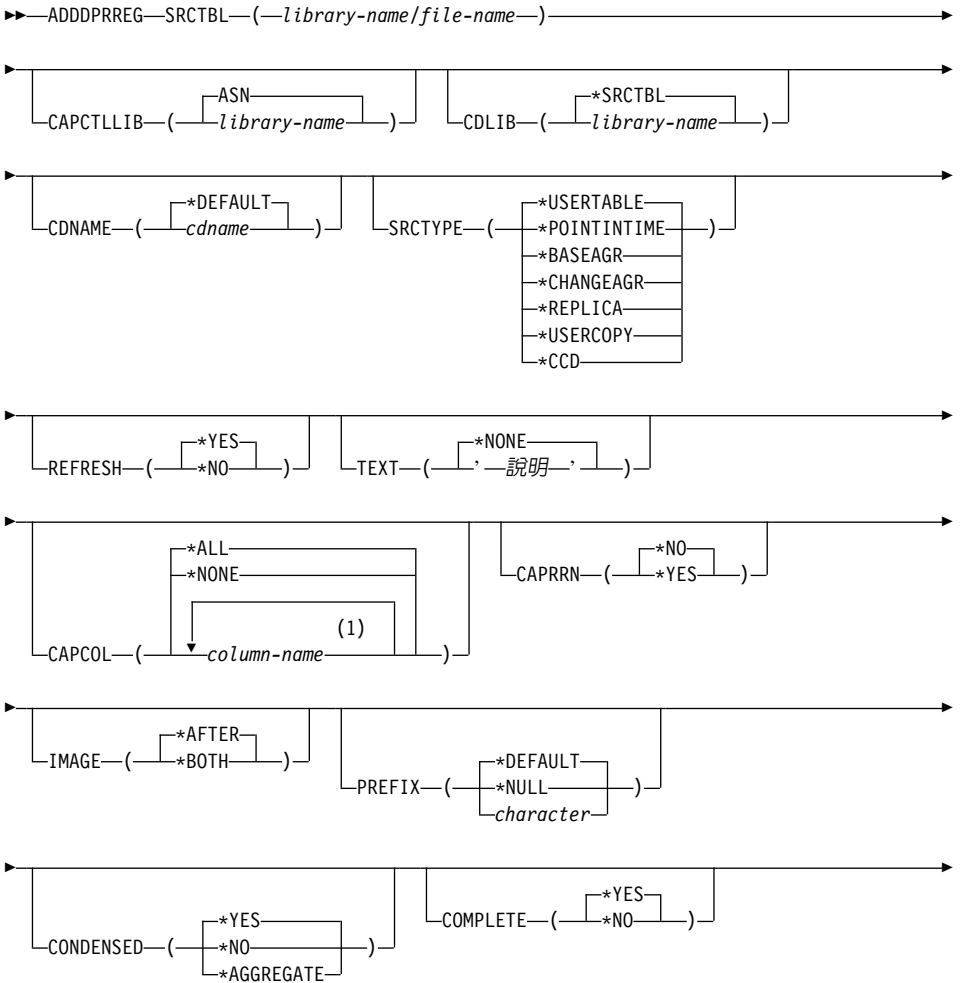 ADDDPRREG SRCTBL ( library-name/file-name )
ASN
CAPCTLLIB ( library-name )
*SRCTBL
CDLIB ( library-name )
*DEFAULT
CDNAME ( cdname )
*USERTABLE
SRCTYPE ( *POINTINTIME )
*BASEAGR
*CHANGEAGR
*REPLICA
*USERCOPY
*CCD
*YES
REFRESH ( *NO )
*NONE
TEXT ( ' 說明 ' )
*ALL
*NONE
(1)
CAPCOL ( column-name )
*NO
CAPRRN ( *YES )
*AFTER
IMAGE ( *BOTH )
*DEFAULT
PREFIX ( *NULL )
character
*YES
CONDENSED ( *NO )
*AGGREGATE
*YES
COMPLETE ( *NO )